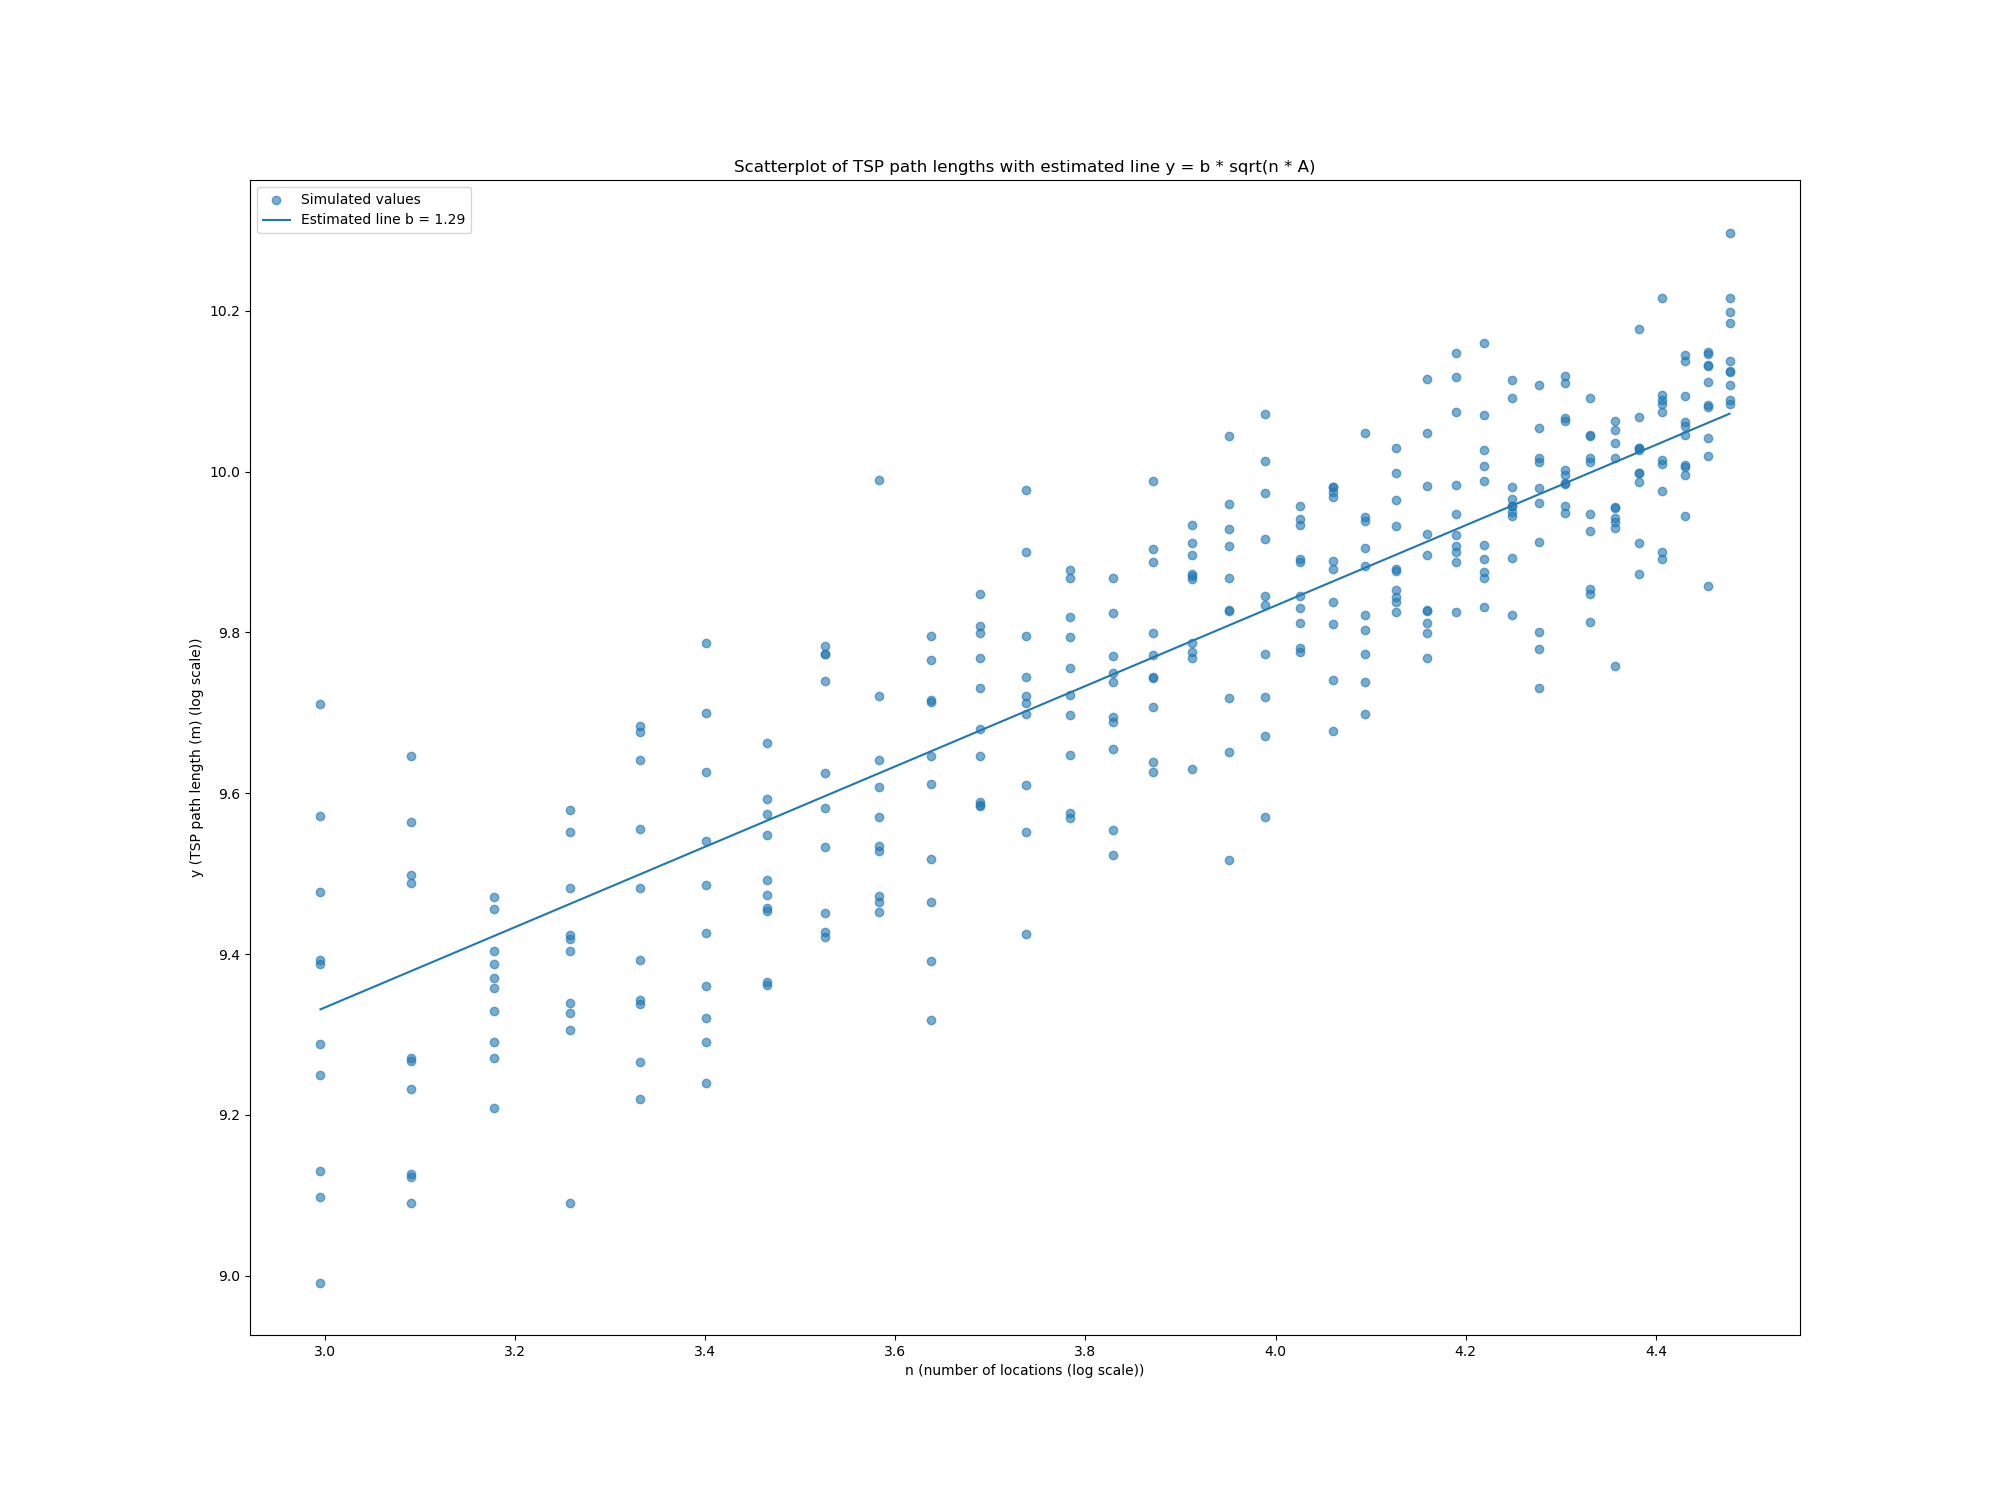 Scatterplot of TSP path lengths with estimated line y = b * sqrt(n * A)
Simulated values
Estimated line b = 1.29
10.2
10.0
9.8
9.6
9.4
9.2
9.0
y (TSP path length (m) (log scale))
3.0 3.2 3.4 3.6 3.8 4.0 4.2 4.4
n (number of locations (log scale))